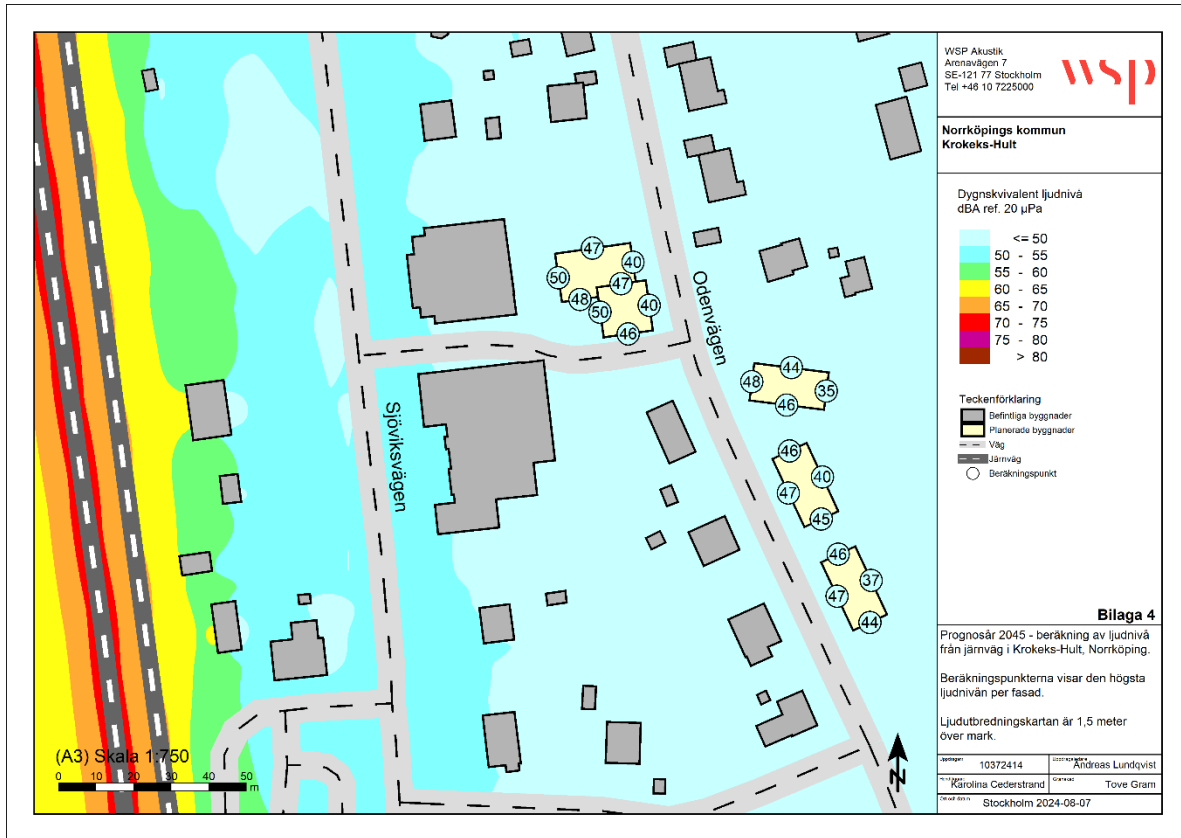 WSP Akustik
Arenavägen 7
SE-121 77 Stockholm
Tel +46 10 7225000
wsp
Norrköpings kommun
Krokeks-Hult
Dygnskvivalent ljudnivå
dBA ref. 20 µPa
<= 50
50 - 55
55 - 60
60 - 65
65 - 70
70 - 75
75 - 80
> 80
Teckenförklaring
Befintliga byggnader
Planerade byggnader
Väg
Järnväg
Beräkningspunkt
Bilaga 4
Prognosår 2045 - beräkning av ljudnivå
från järnväg i Krokeks-Hult, Norrköping.
Beräkningspunkterna visar den högsta
ljudnivån per fasad.
Ljudutbredningskartan är 1,5 meter
över mark.
10372414
Andreas Lundqvist
Karolina Cederstrand
Tove Gram
Stockholm 2024-08-07
Odenvägen
Sjöviksvägen
47
40
50
48
47
50
40
46
44
48
35
46
46
40
47
45
46
37
47
44
(A3) Skala 1:750
0 10 20 30 40 50
m
N